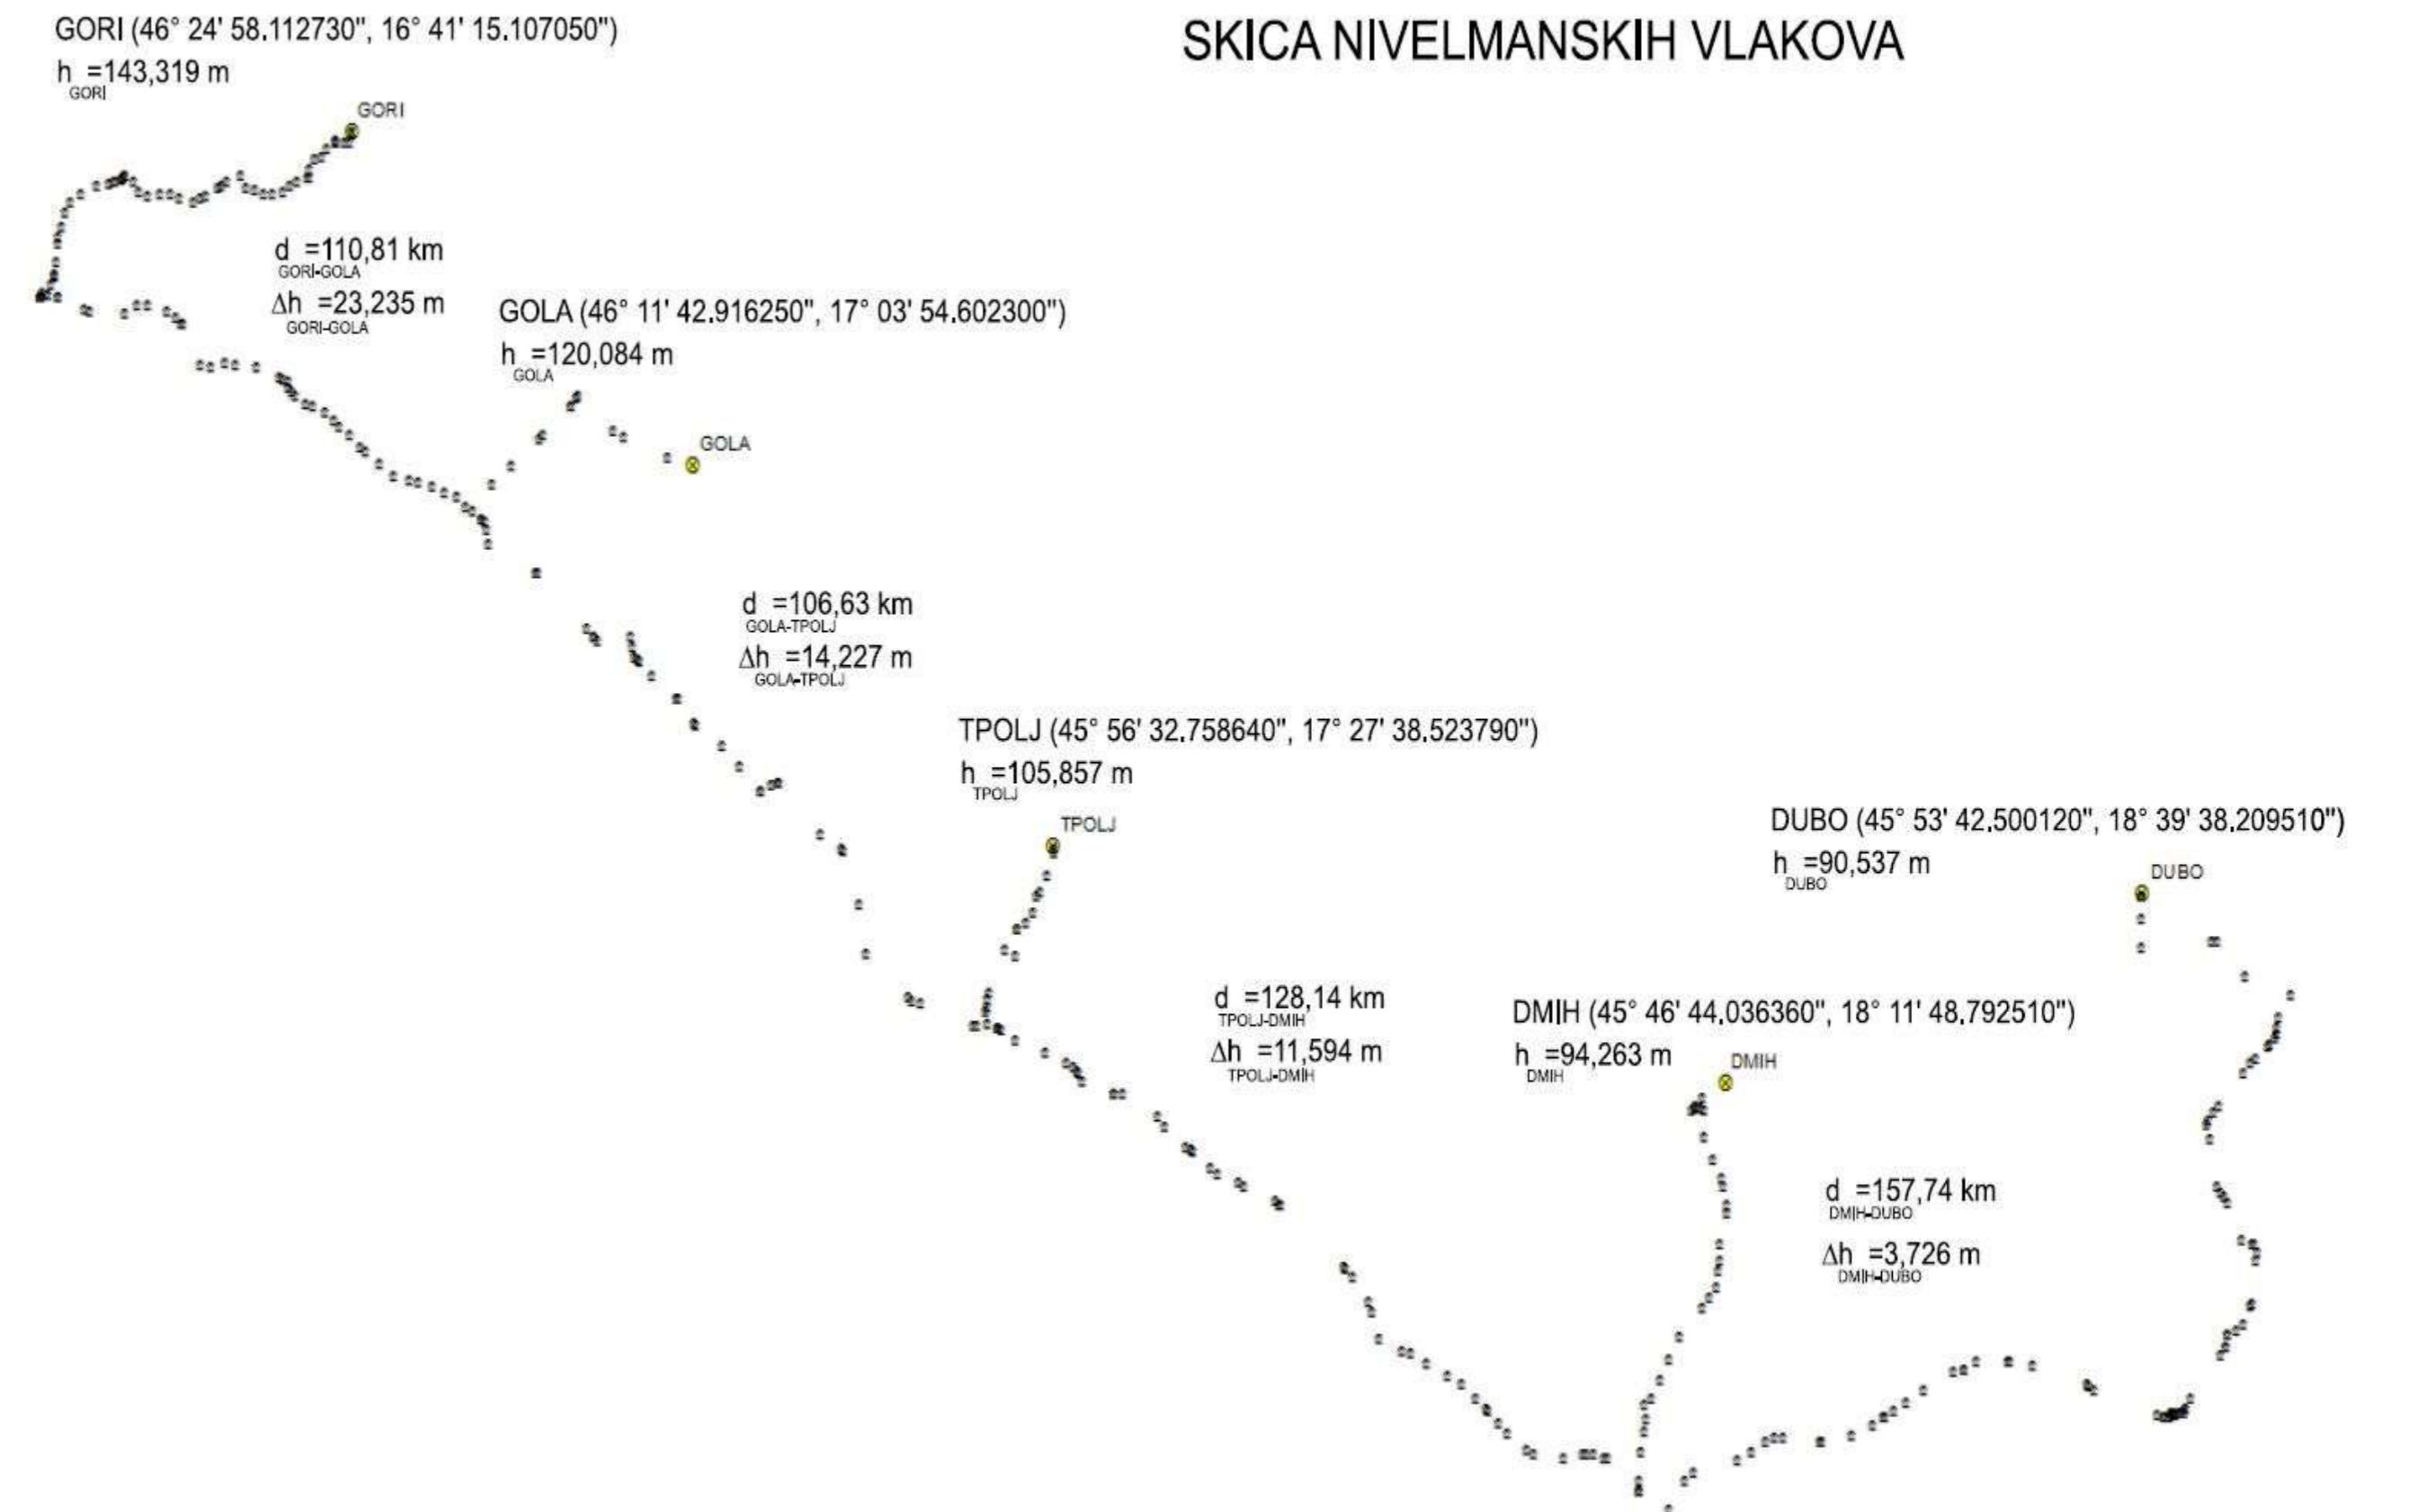 SKICA NIVELMANSKIH VLAKOVA
GORI (46° 24' 58.112730", 16° 41' 15.107050")
h =143,319 m
GORI
GORI
d =110,81 km
GORI-GOLA
Δh =23,235 m
GORI-GOLA
GOLA (46° 11' 42.916250", 17° 03' 54.602300")
h =120,084 m
GOLA
GOLA
d =106,63 km
GOLA-TPOLJ
Δh =14,227 m
GOLA-TPOLJ
TPOLJ (45° 56' 32.758640", 17° 27' 38.523790")
h =105,857 m
TPOLJ
TPOLJ
DUBO (45° 53' 42.500120", 18° 39' 38.209510")
h =90,537 m
DUBO
DUBO
d =128,14 km
TPOLJ-DMIH
Δh =11,594 m
TPOLJ-DMIH
DMIH (45° 46' 44.036360", 18° 11' 48.792510")
h =94,263 m
DMIH
DMIH
d =157,74 km
DMIH-DUBO
Δh =3,726 m
DMIH-DUBO